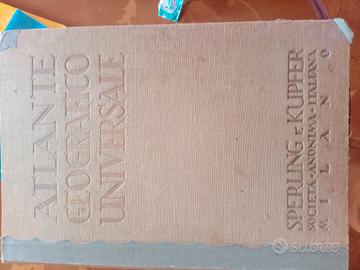 ATLANTE
GEOGRAFICO
UNIVERSALE
SPERLING E KUPFER
SOCIETÀ·ANONIMA·ITALIANA
MILANO
subito